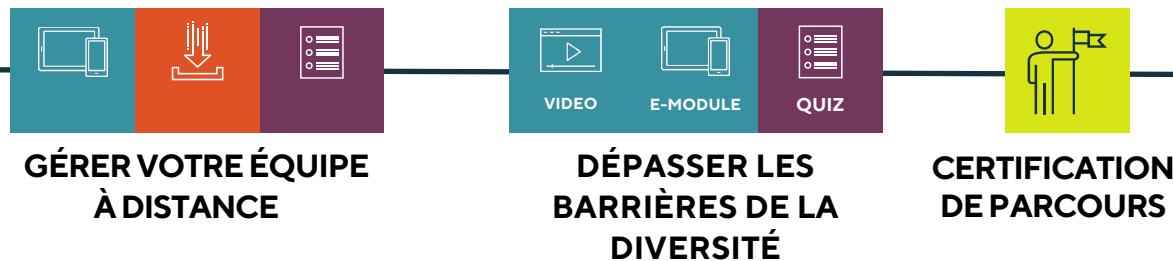 VIDEO
E-MODULE
QUIZ
GÉRER VOTRE ÉQUIPE
À DISTANCE
DÉPASSER LES
BARRIÈRES DE LA
DIVERSITÉ
CERTIFICATION
DE PARCOURS